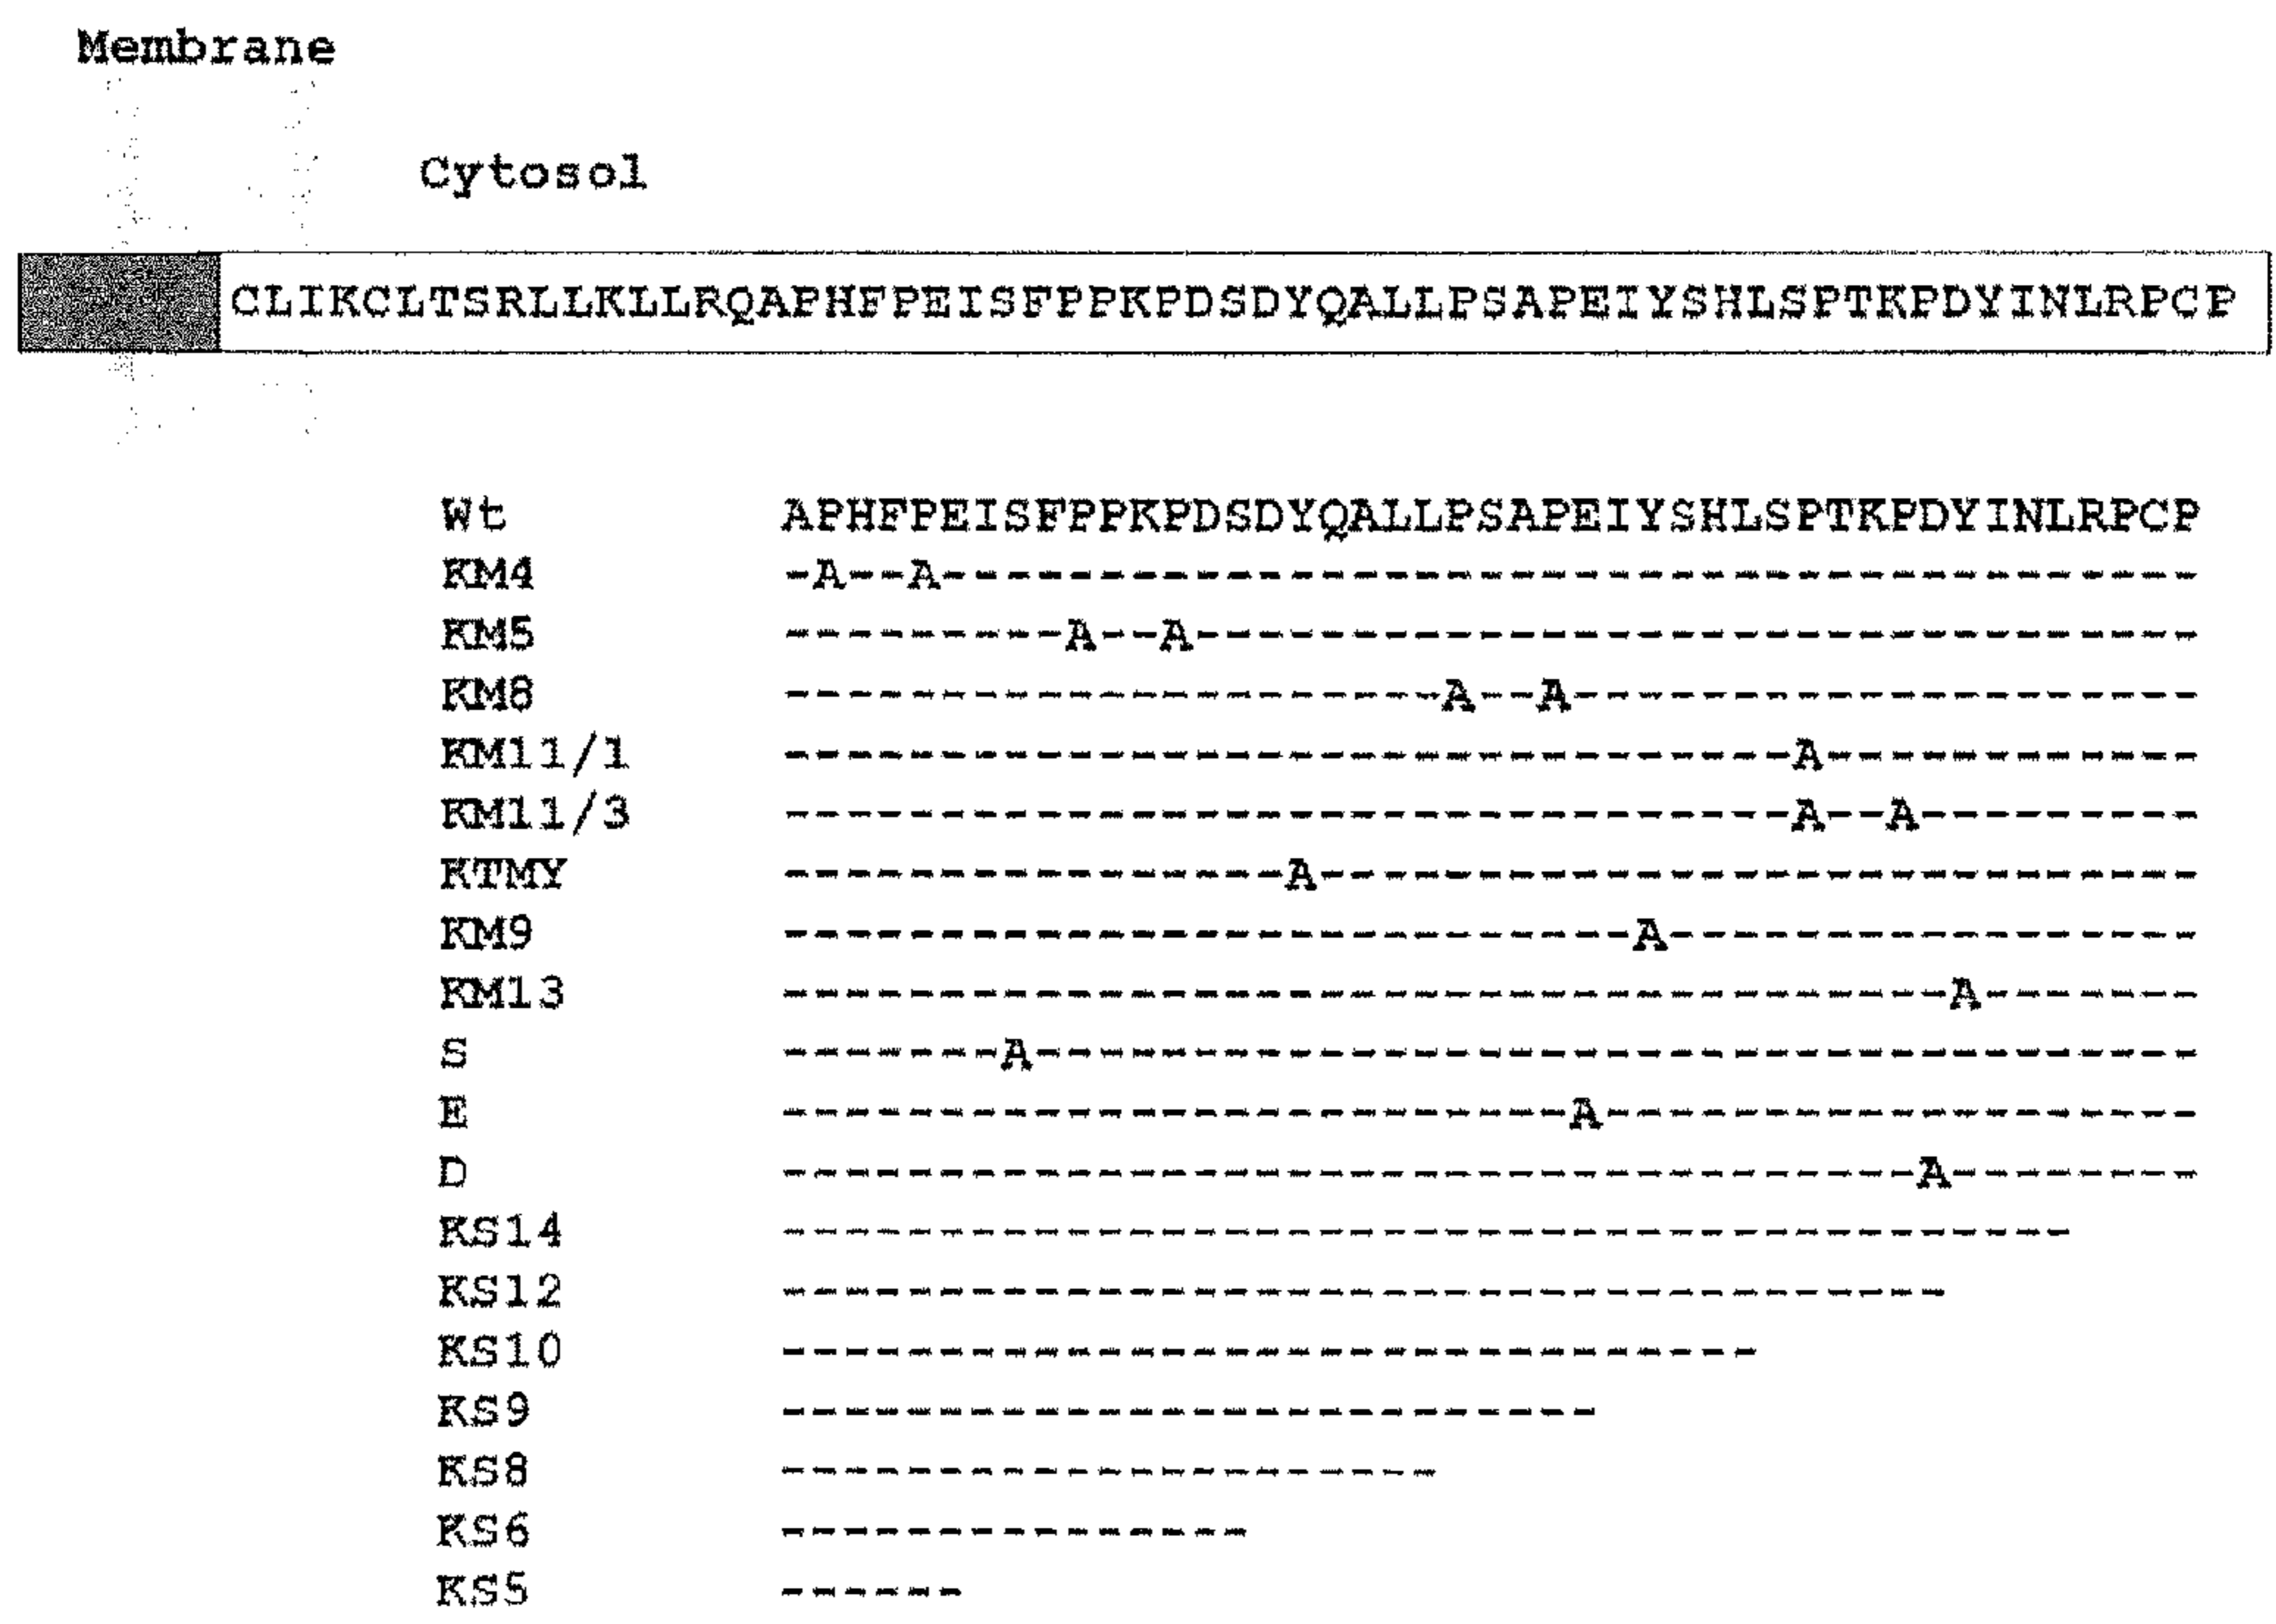 Membrane
Cytosol
CLIKCLTSRLLKLLRQAPHFPEISFPPKPDSDYQALLPSAPEIYSHLSPTKPDYINLRPCP
Wt APHFPEISFPPKPDSDYQALLPSAPEIYSHLSPTKPDYINLRPCP
KM4 -A--A----------------------------------------
KM5 ---------A--A--------------------------------
KM8 ---------------------A--A--------------------
KM11/1 --------------------------------A------------
KM11/3 --------------------------------A--A---------
KTMY ----------------A----------------------------
KM9 ---------------------------A-----------------
KM13 -------------------------------------A-------
S -------A-------------------------------------
E -------------------------A-------------------
D ------------------------------------A--------
KS14 -----------------------------------------
KS12 -------------------------------------
KS10 -------------------------------
KS9 --------------------------
KS8 ---------------------
KS6 ---------------
KS5 ------